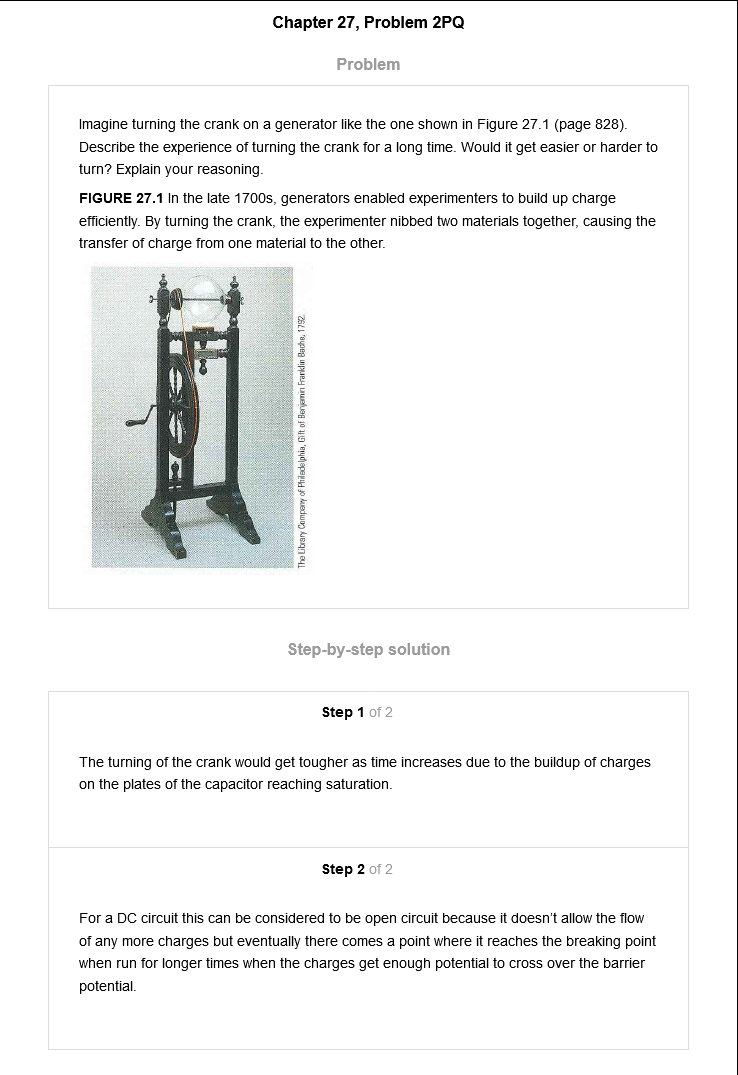 Chapter 27, Problem 2PQ
Problem
Imagine turning the crank on a generator like the one shown in Figure 27.1 (page 828).
Describe the experience of turning the crank for a long time. Would it get easier or harder to
turn? Explain your reasoning.
FIGURE 27.1 In the late 1700s, generators enabled experimenters to build up charge
efficiently. By turning the crank, the experimenter nibbed two materials together, causing the
transfer of charge from one material to the other.
The Library Company of Philadelphia, Gift of Benjamin Franklin Bache, 1792.
Step-by-step solution
Step 1 of 2
The turning of the crank would get tougher as time increases due to the buildup of charges
on the plates of the capacitor reaching saturation.
Step 2 of 2
For a DC circuit this can be considered to be open circuit because it doesn’t allow the flow
of any more charges but eventually there comes a point where it reaches the breaking point
when run for longer times when the charges get enough potential to cross over the barrier
potential.